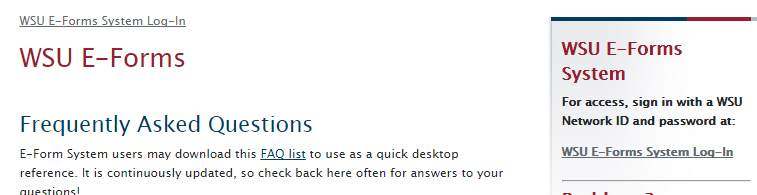 WSU E-Forms System Log-In
WSU E-Forms
Frequently Asked Questions
E-Form System users may download this FAQ list to use as a quick desktop
reference. It is continuously updated, so check back here often for answers to your
questions!
WSU E-Forms
System
For access, sign in with a WSU
Network ID and password at:
WSU E-Forms System Log-In